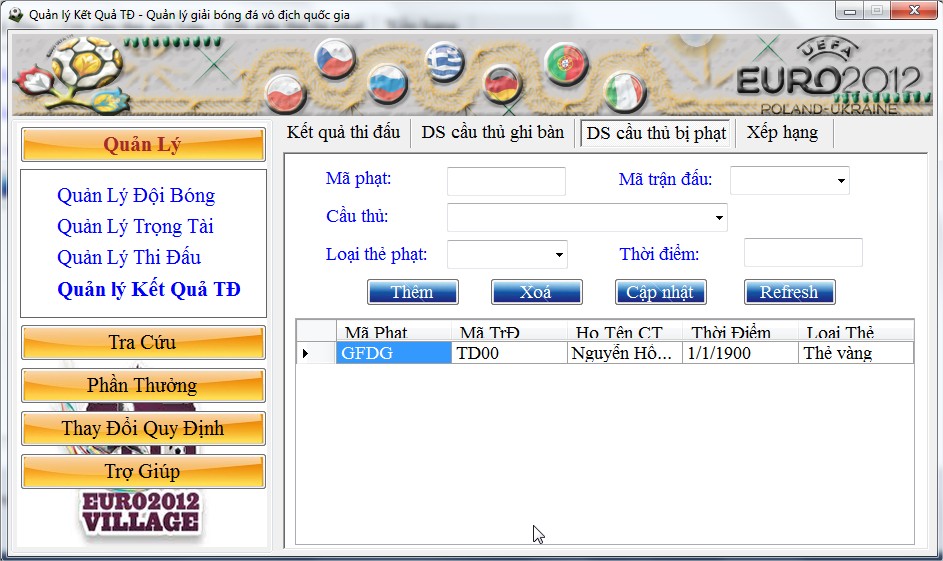 Quản lý Kết Quả TĐ - Quản lý giải bóng đá vô địch quốc gia
UEFA
EURO2012
POLAND-UKRAINE
Quản Lý
Quản Lý Đội Bóng
Quản Lý Trọng Tài
Quản Lý Thi Đấu
Quản lý Kết Quả TĐ
Tra Cứu
Phần Thưởng
Thay Đổi Quy Định
Trợ Giúp
EURO2012
VILLAGE
Kết quả thi đấu DS cầu thủ ghi bàn DS cầu thủ bị phạt Xếp hạng
Mã phạt: Mã trận đấu:
Cầu thủ:
Loại thẻ phạt: Thời điểm:
Thêm Xoá Cập nhật Refresh
Mã Phạt Mã TrĐ Họ Tên CT Thời Điểm Loại Thẻ
GFDG TD00 Nguyễn Hồ... 1/1/1900 Thẻ vàng